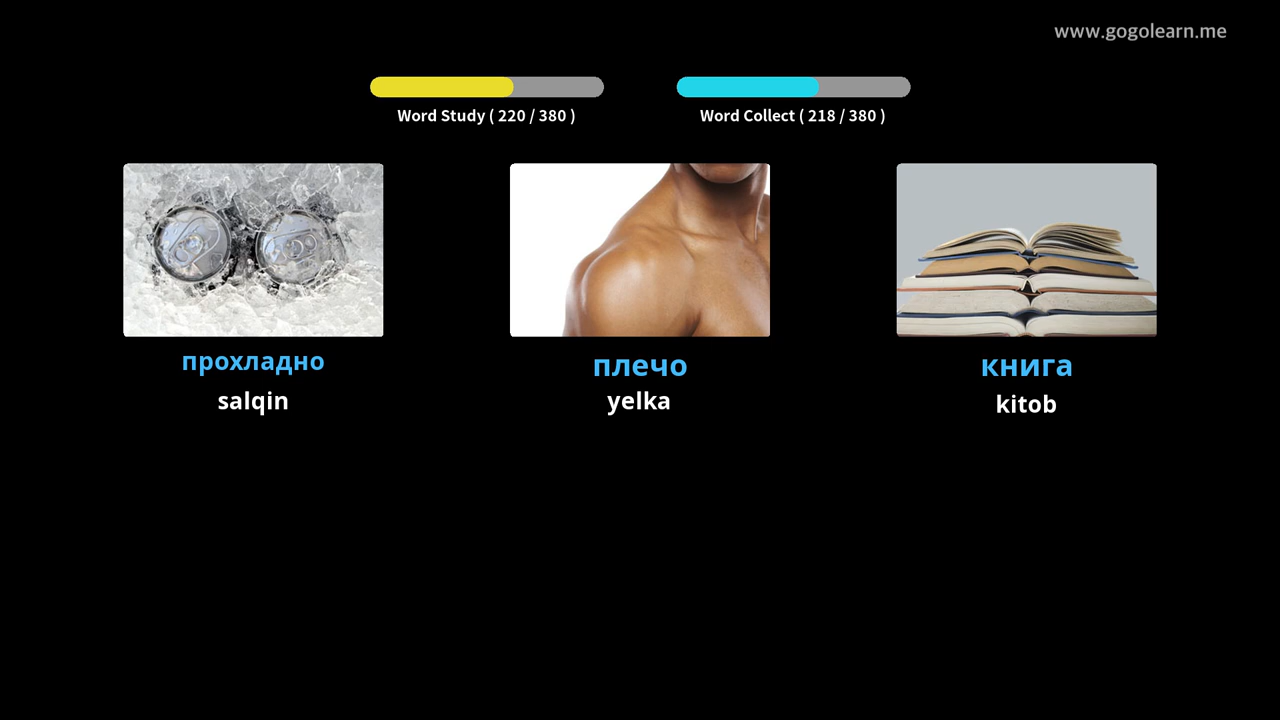 www.gogolearn.me
Word Study ( 220 / 380 )
Word Collect ( 218 / 380 )
прохладно
salqin
плечо
yelka
книга
kitob